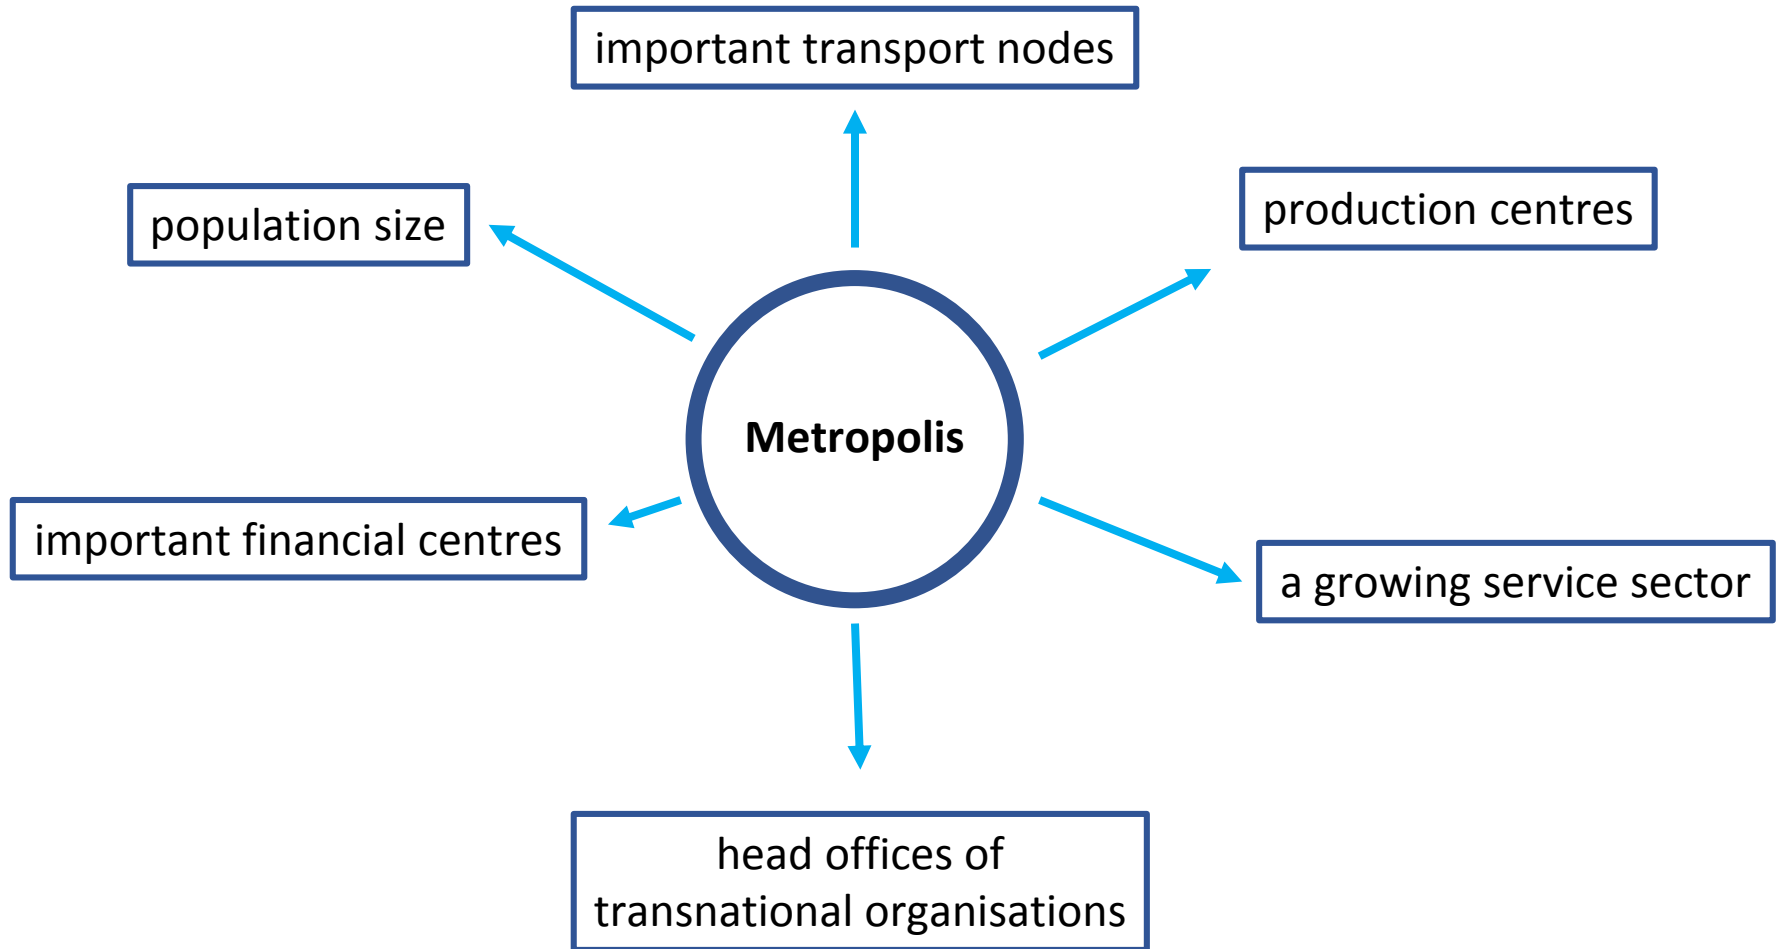 important transport nodes
population size
production centres
Metropolis
important financial centres
a growing service sector
head offices of
transnational organisations